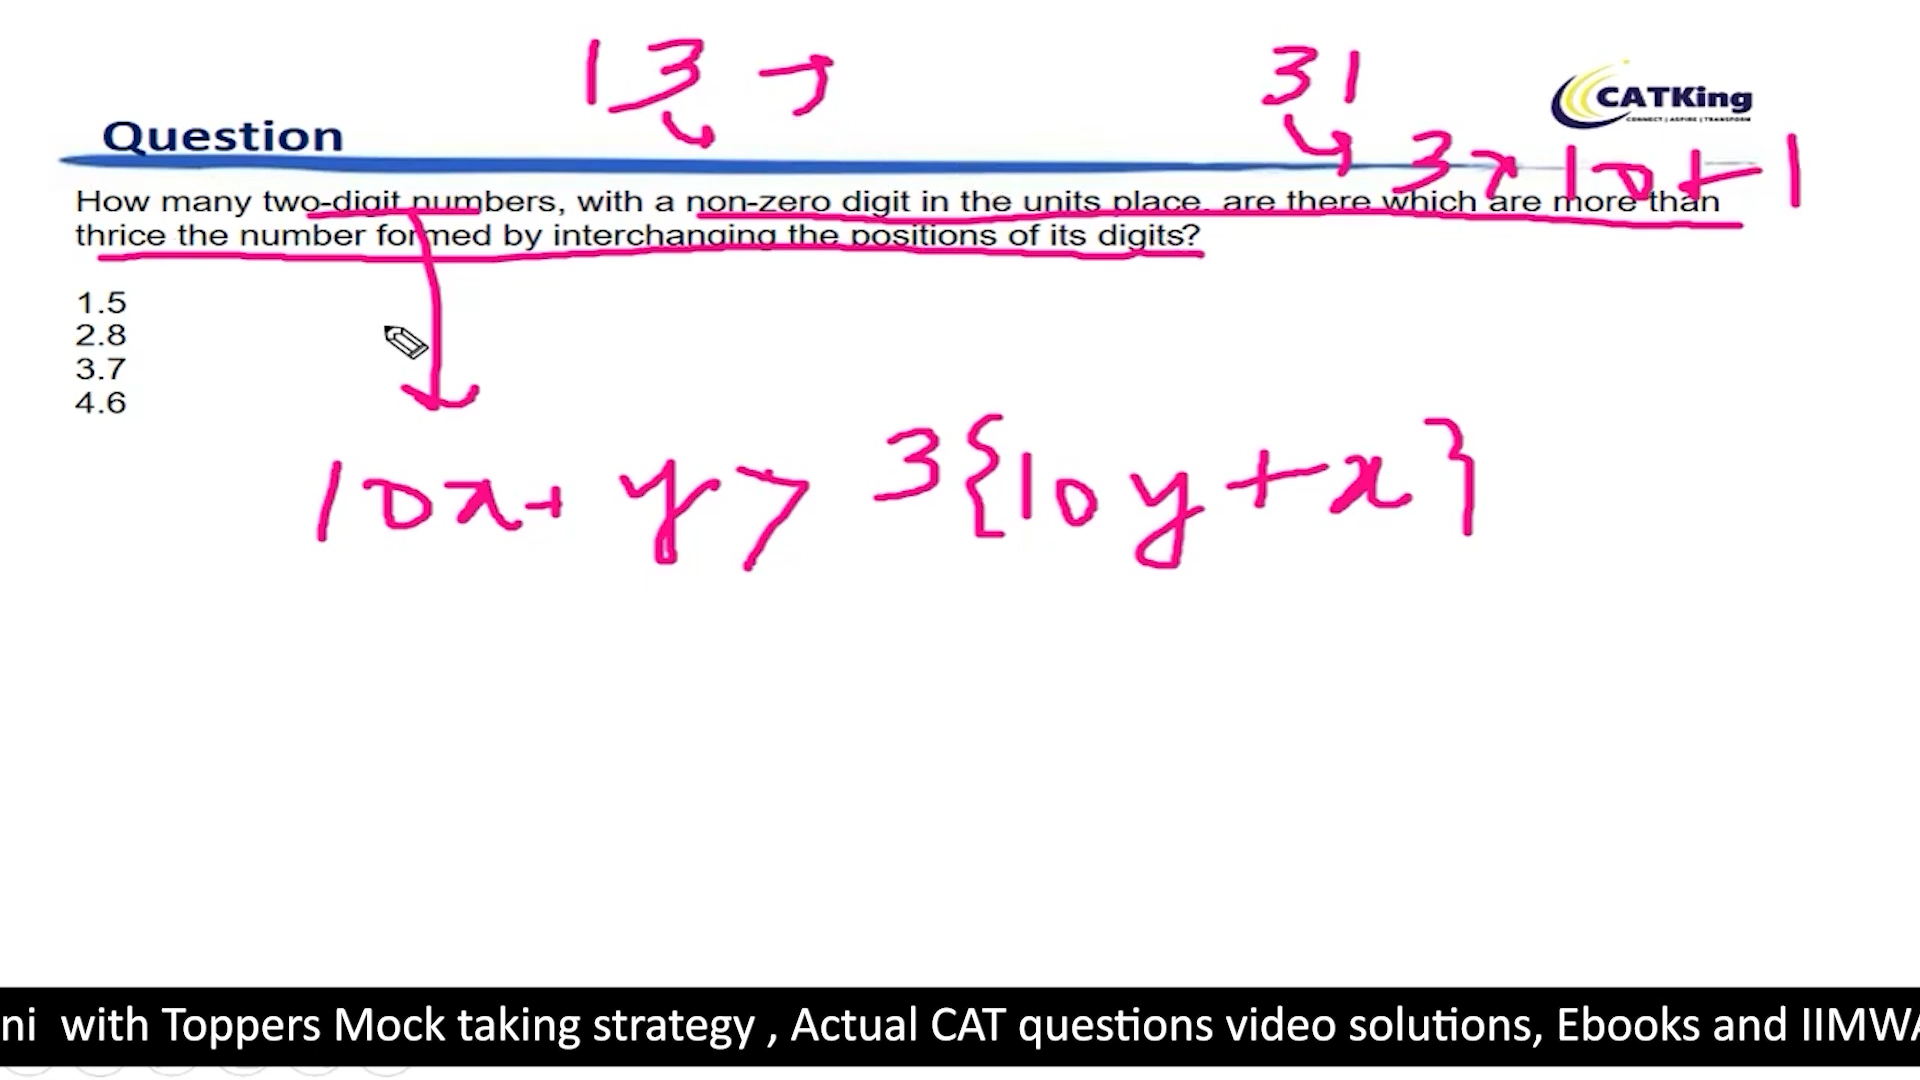 13 →
31
CATKing
CONNECT | ASPIRE | TRANSFORM
Question
3 x 10 + 1
How many two-digit numbers, with a non-zero digit in the units place, are there which are more than
thrice the number formed by interchanging the positions of its digits?
1.5
2.8
3.7
4.6
10x + y > 3{10y + x}
ni with Toppers Mock taking strategy , Actual CAT questions video solutions, Ebooks and IIMWA